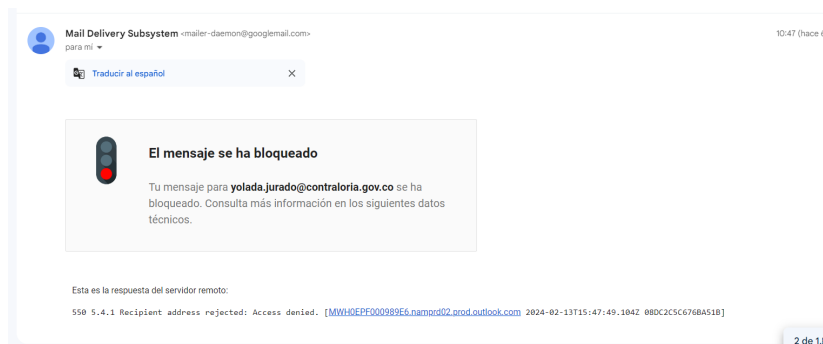 Mail Delivery Subsystem <mailer-daemon@googlemail.com>
10:47 (hace 6
para mí
Traducir al español
El mensaje se ha bloqueado
Tu mensaje para yolada.jurado@contraloria.gov.co se ha
bloqueado. Consulta más información en los siguientes datos
técnicos.
Esta es la respuesta del servidor remoto:
550 5.4.1 Recipient address rejected: Access denied. [MWH0EPF000989E6.namprd02.prod.outlook.com 2024-02-13T15:47:49.104Z 08DC2C5C676BA51B]
2 de 1.